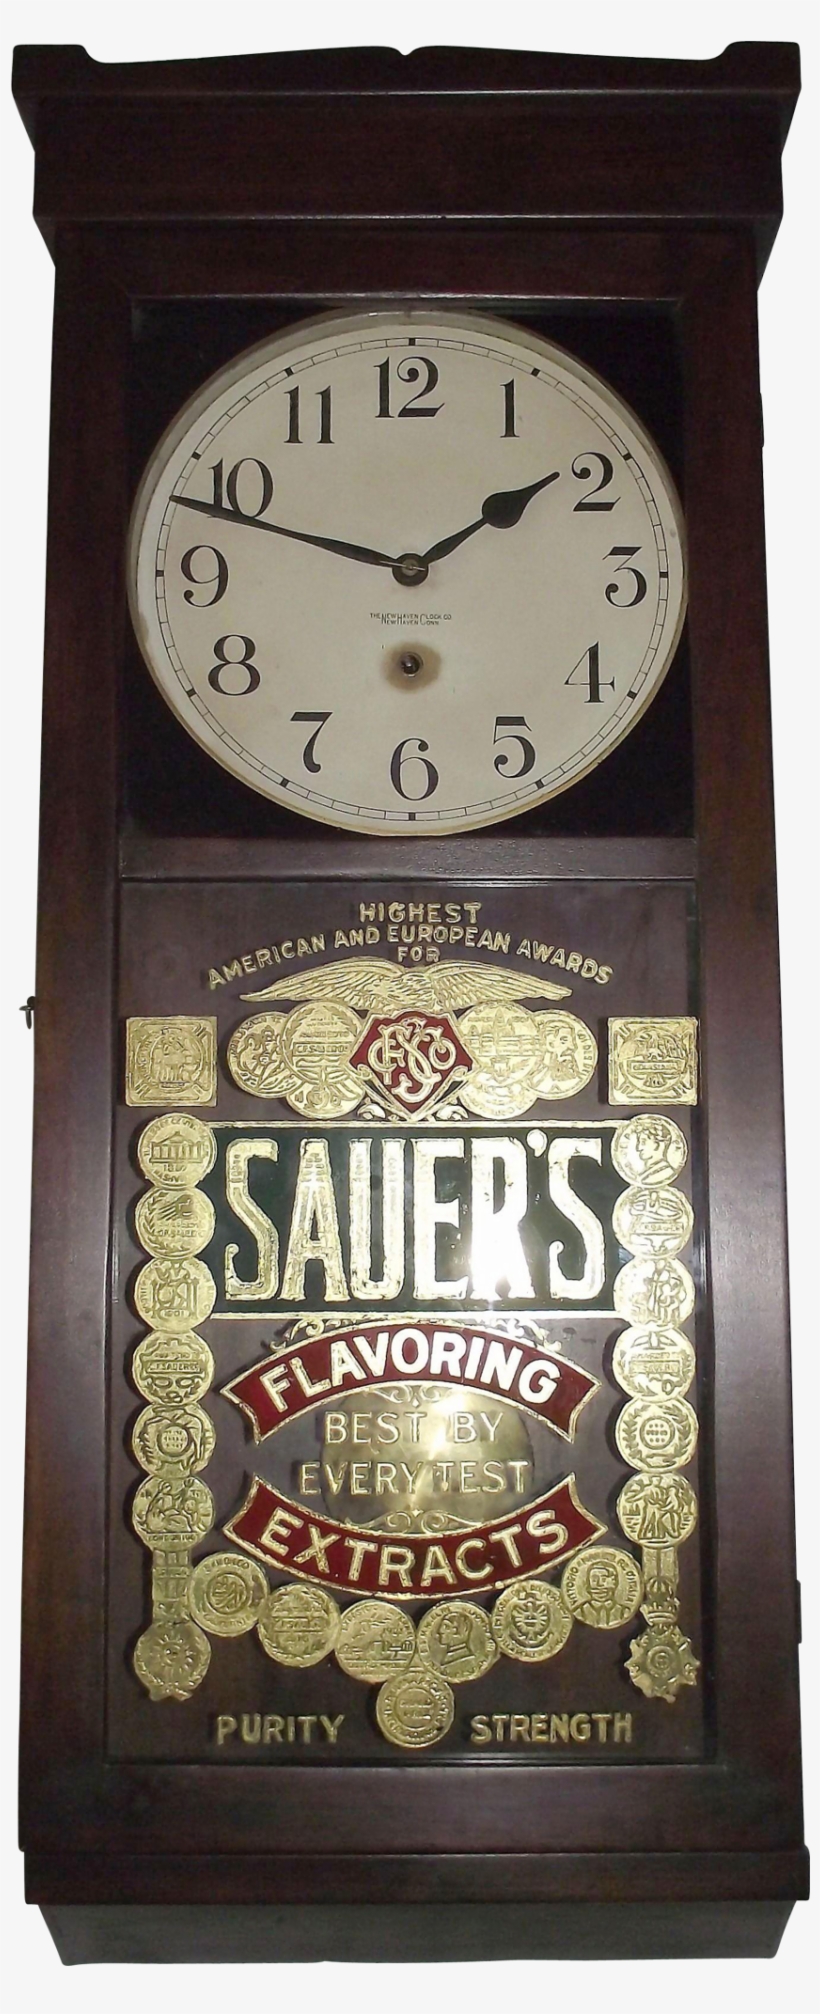 12
11 1
10 2
9 3
8 4
7 5
6
THE NEW HAVEN CLOCK CO
NEW HAVEN CONN
HIGHEST
AMERICAN AND EUROPEAN AWARDS
FOR
SAUER'S
FLAVORING
BEST BY
EVERY TEST
EXTRACTS
PURITY STRENGTH